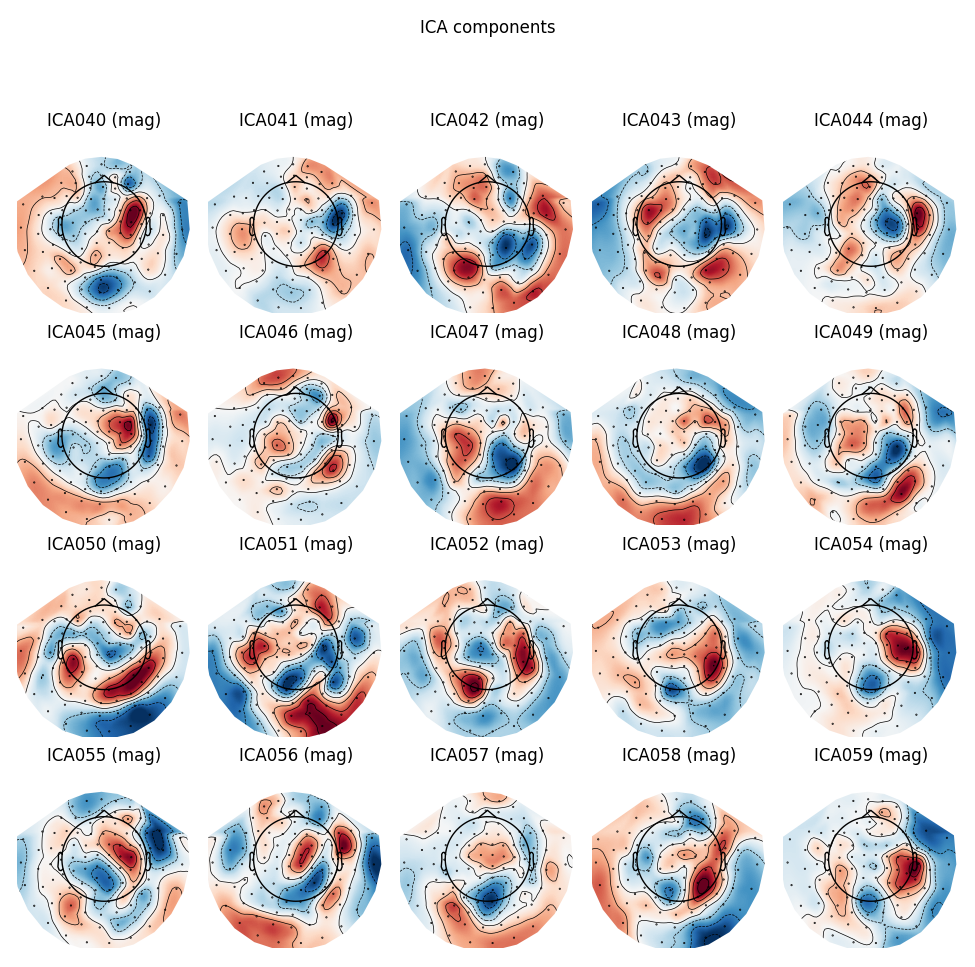 ICA components
ICA040 (mag) ICA041 (mag) ICA042 (mag) ICA043 (mag) ICA044 (mag)
ICA045 (mag) ICA046 (mag) ICA047 (mag) ICA048 (mag) ICA049 (mag)
ICA050 (mag) ICA051 (mag) ICA052 (mag) ICA053 (mag) ICA054 (mag)
ICA055 (mag) ICA056 (mag) ICA057 (mag) ICA058 (mag) ICA059 (mag)